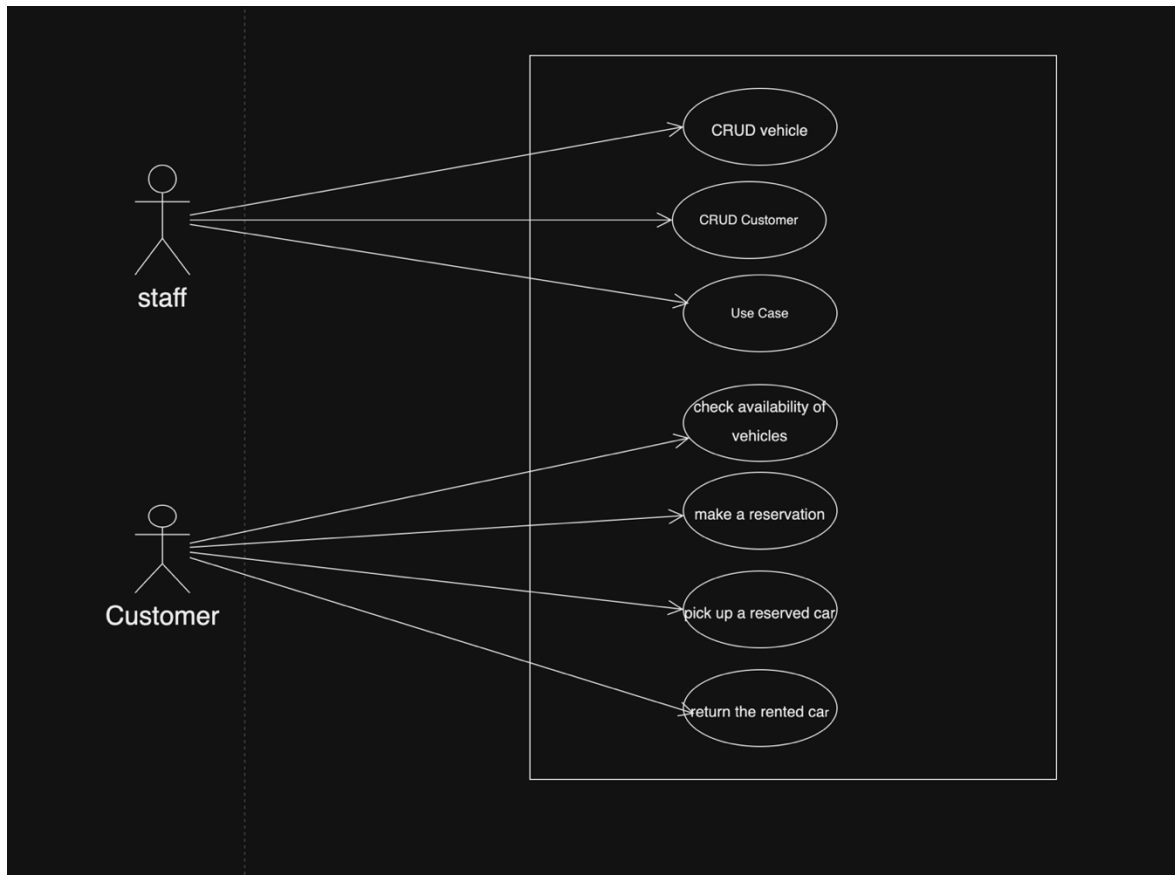 CRUD vehicle
CRUD Customer
staff
Use Case
check availability of
vehicles
make a reservation
Customer
pick up a reserved car
return the rented car